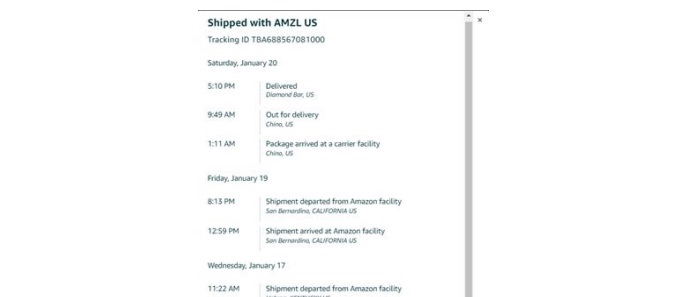 Shipped with AMZL US
Tracking ID TBA688567081000
Saturday, January 20
5:10 PM Delivered
Diamond Bar, US
9:49 AM Out for delivery
Chino, US
1:11 AM Package arrived at a carrier facility
Chino, US
Friday, January 19
8:13 PM Shipment departed from Amazon facility
San Bernardino, CALIFORNIA US
12:59 PM Shipment arrived at Amazon facility
San Bernardino, CALIFORNIA US
Wednesday, January 17
11:22 AM Shipment departed from Amazon facility